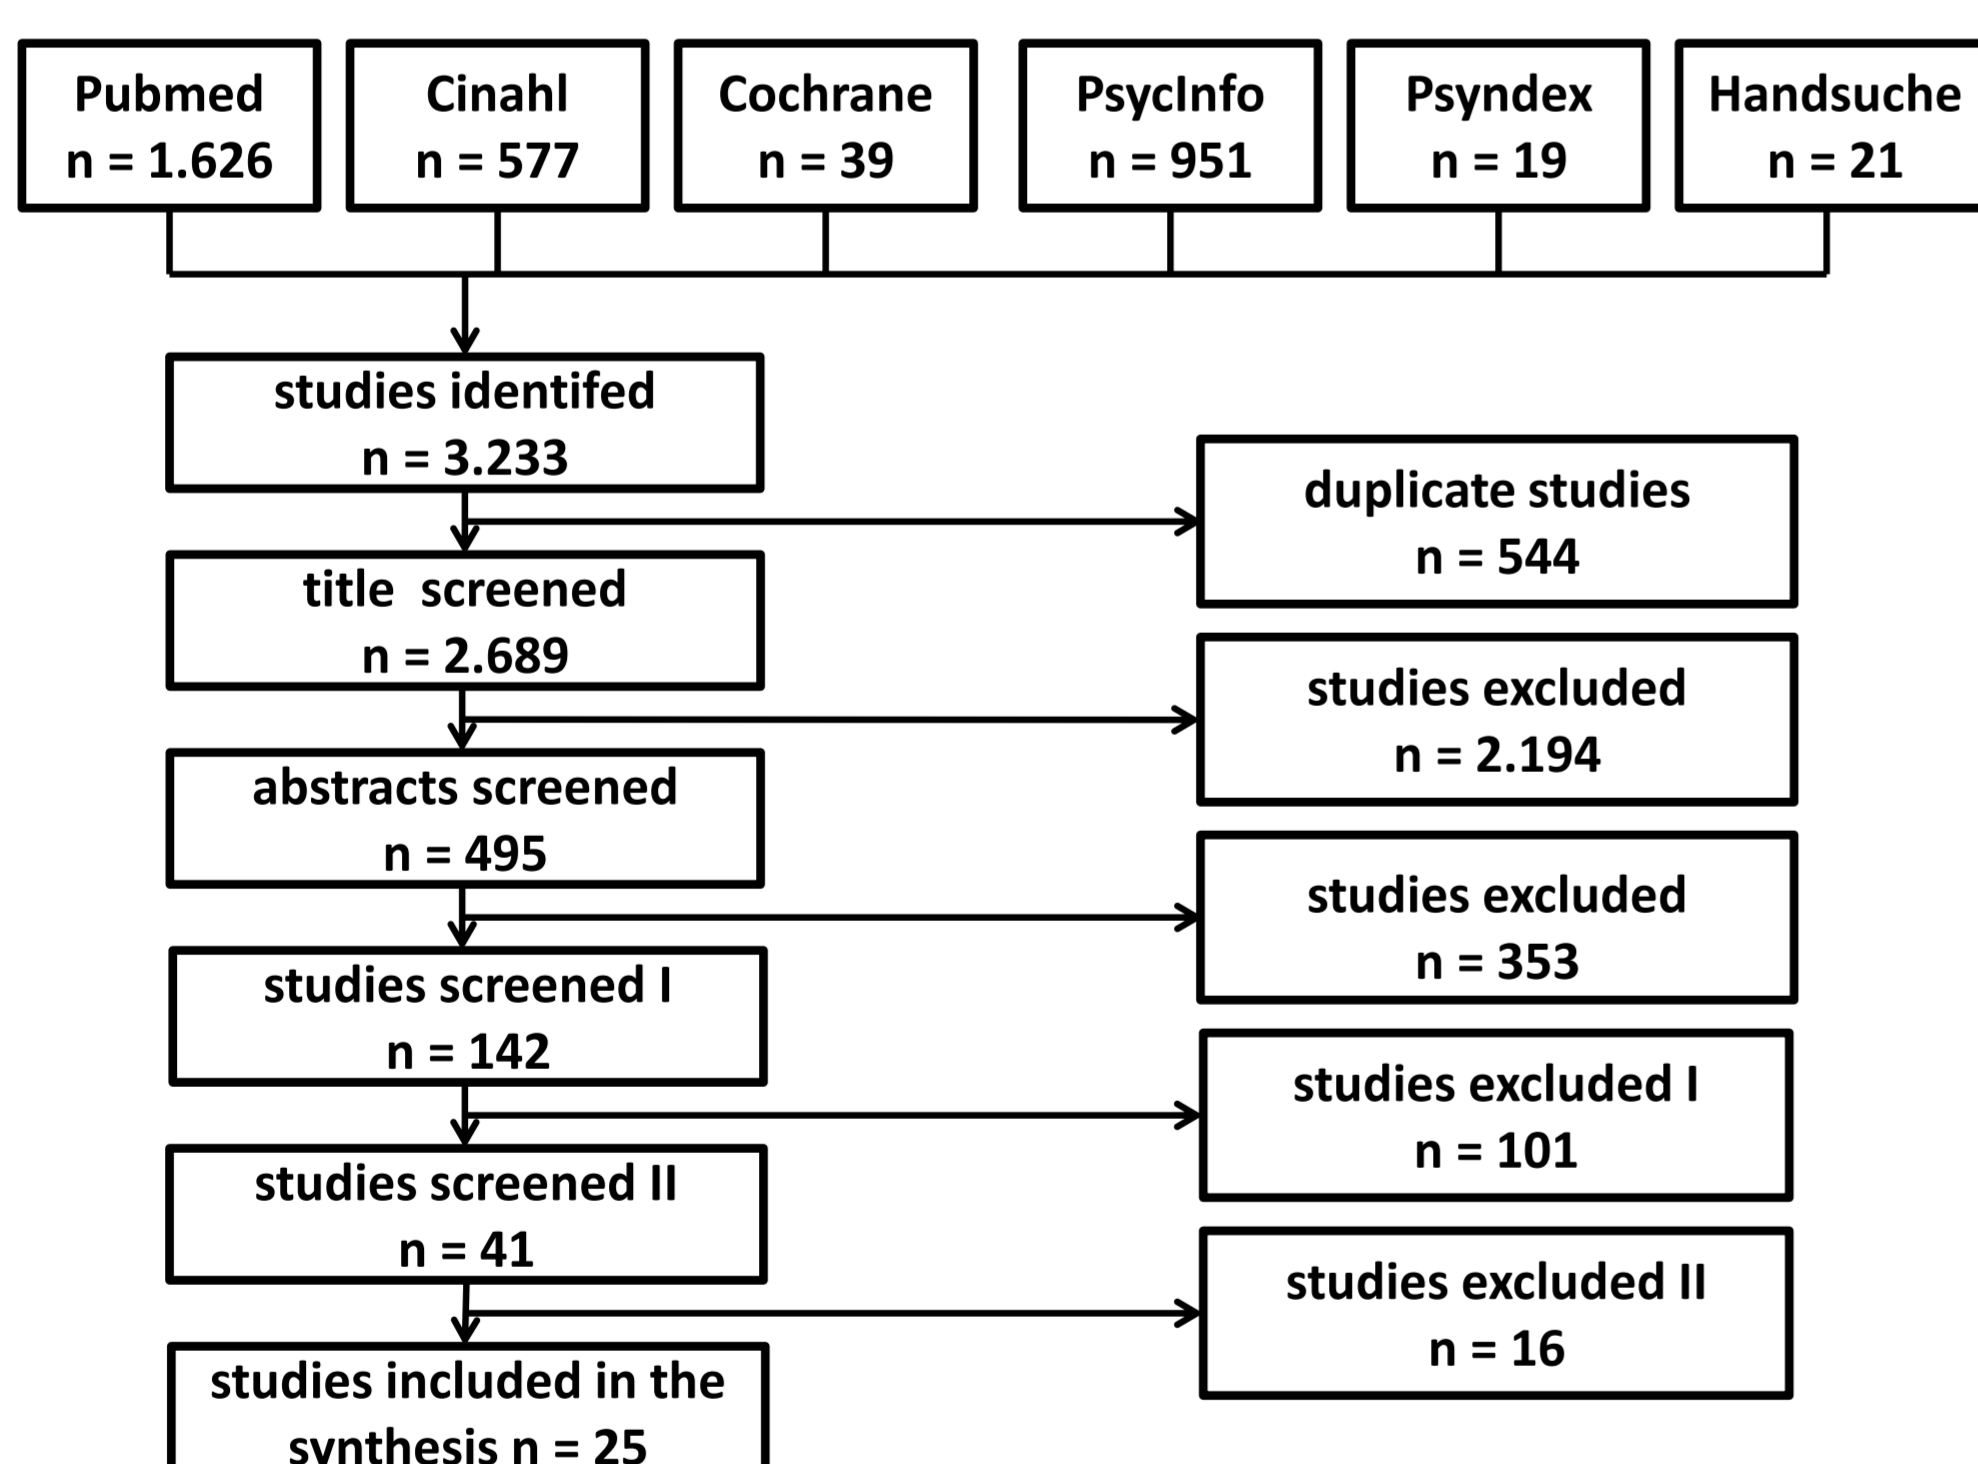 Pubmed
n = 1.626
Cinahl
n = 577
Cochrane
n = 39
PsycInfo
n = 951
Psyndex
n = 19
Handsuche
n = 21
studies identifed
n = 3.233
duplicate studies
n = 544
title screened
n = 2.689
studies excluded
n = 2.194
abstracts screened
n = 495
studies excluded
n = 353
studies screened I
n = 142
studies excluded I
n = 101
studies screened II
n = 41
studies excluded II
n = 16
studies included in the
synthesis n = 25